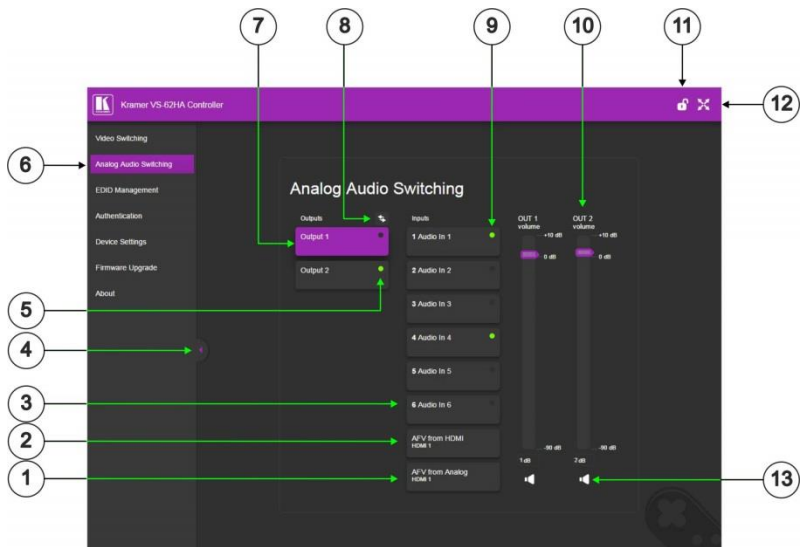 7
8
9
10
11
Kramer VS-62HA Controller
12
Video Switching
6
Analog Audio Switching
EDID Management
Authentication
Device Settings
Firmware Upgrade
About
Analog Audio Switching
Outputs
Inputs
OUT 1 volume
OUT 2 volume
7
Output 1
1 Audio In 1
+10 dB
+10 dB
0 dB
0 dB
Output 2
2 Audio In 2
5
3 Audio In 3
4
4 Audio In 4
5 Audio In 5
3
6 Audio In 6
2
AFV from HDMI
HDMI 1
-90 dB
-90 dB
1 dB
2 dB
1
AFV from Analog
HDMI 1
13